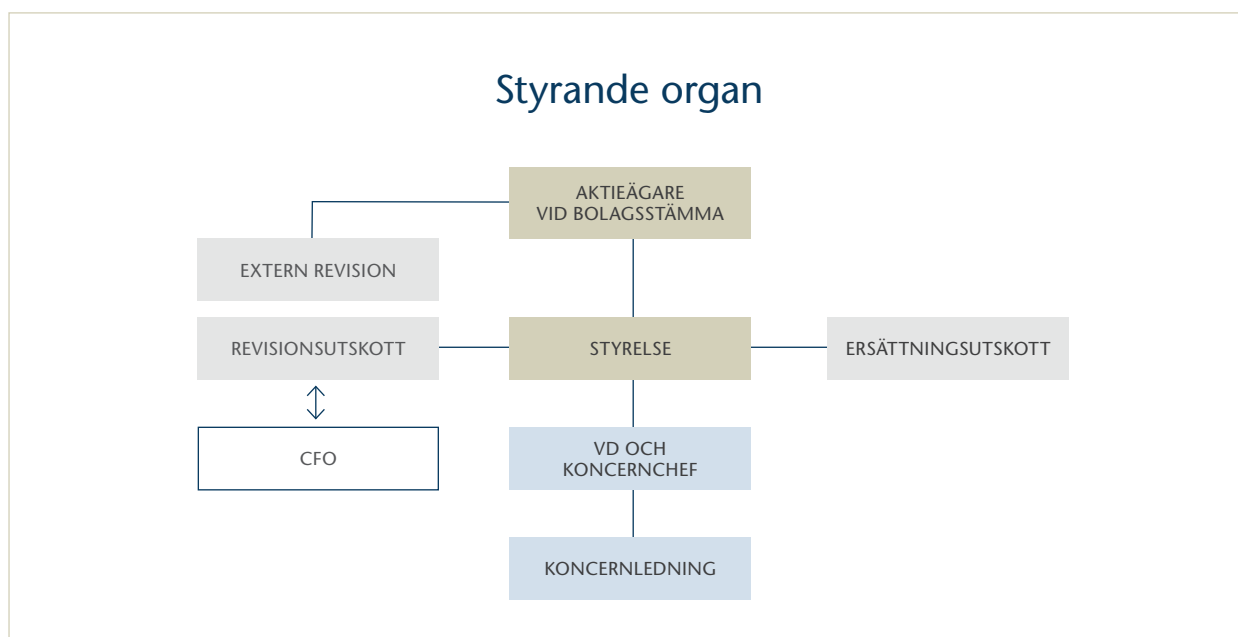 Styrande organ
AKTIEÄGARE
VID BOLAGSSTÄMMA
EXTERN REVISION
REVISIONSUTSKOTT
STYRELSE
ERSÄTTNINGSUTSKOTT
CFO
VD OCH
KONCERNCHEF
KONCERNLEDNING